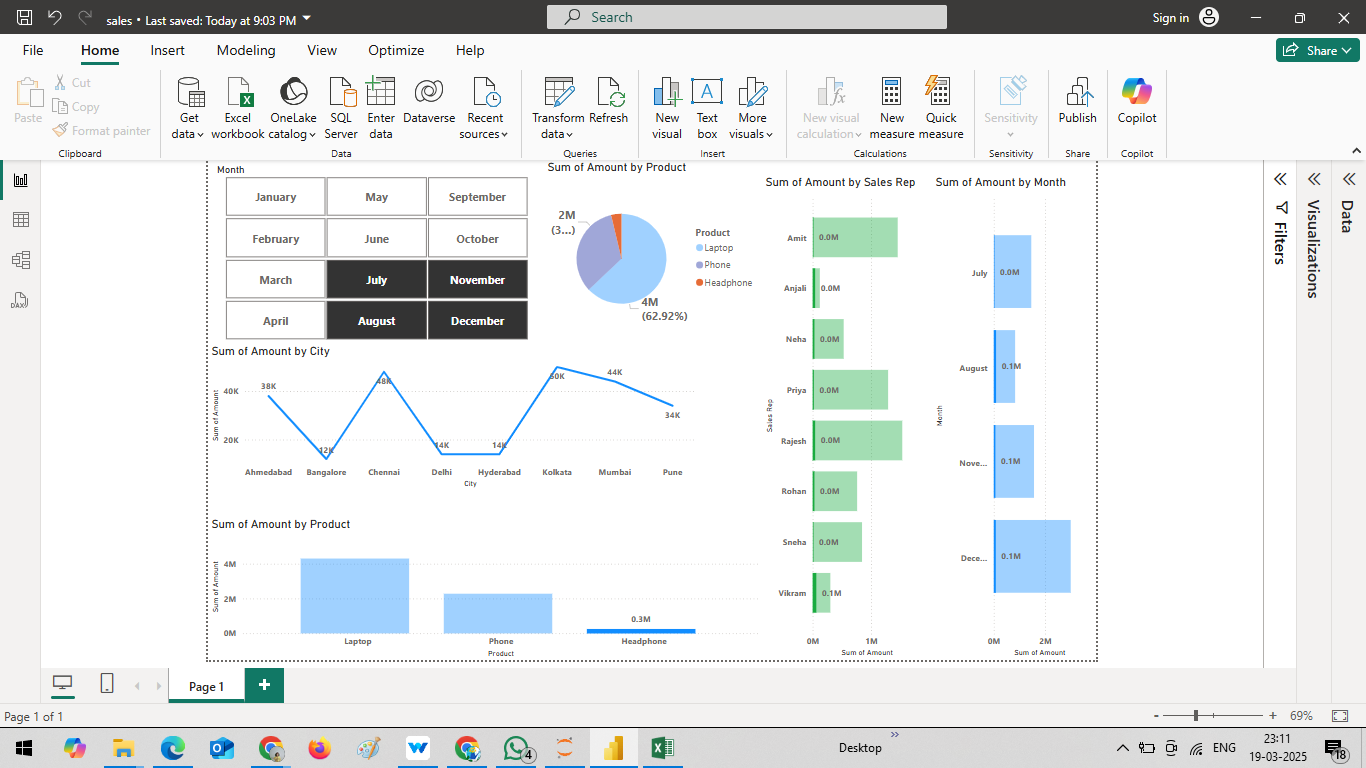 sales • Last saved: Today at 9:03 PM
Search
Sign in
File Home Insert Modeling View Optimize Help
Share
Paste
Cut
Copy
Format painter
Clipboard
Get data
Excel workbook
OneLake catalog
SQL Server
Enter data
Dataverse
Recent sources
Data
Transform data
Refresh
Queries
New visual
Text box
More visuals
Insert
New visual calculation
New measure
Quick measure
Calculations
Sensitivity
Sensitivity
Publish
Share
Copilot
Copilot
Month
January May September
February June October
March July November
April August December
Sum of Amount by Product
2M
(3...)
4M
(62.92%)
Product
Laptop
Phone
Headphone
Sum of Amount by City
Sum of Amount
40K
20K
38K
12K
48K
14K
14K
50K
44K
34K
Ahmedabad Bangalore Chennai Delhi Hyderabad Kolkata Mumbai Pune
City
Sum of Amount by Product
Sum of Amount
4M
2M
0M
0.3M
Laptop Phone Headphone
Product
Sum of Amount by Sales Rep
Sales Rep
Amit 0.0M
Anjali 0.0M
Neha 0.0M
Priya 0.0M
Rajesh 0.0M
Rohan 0.0M
Sneha 0.0M
Vikram 0.1M
0M 1M
Sum of Amount
Sum of Amount by Month
Month
July 0.0M
August 0.1M
Nove... 0.1M
Dece... 0.1M
0M 2M
Sum of Amount
Filters
Visualizations
Data
Page 1
Page 1 of 1
- + 69%
4
Desktop
ENG
23:11
19-03-2025
18